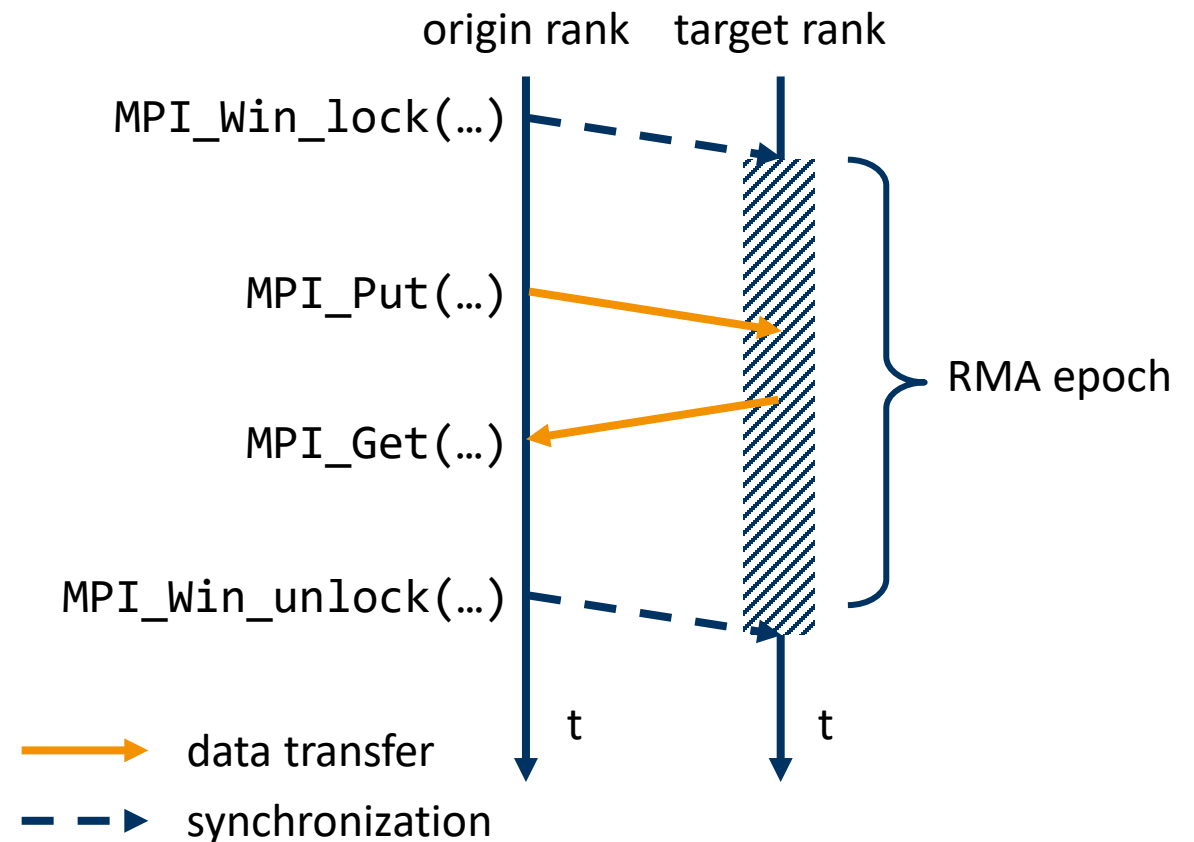 origin rank target rank
MPI_Win_lock(…)
MPI_Put(…)
RMA epoch
MPI_Get(…)
MPI_Win_unlock(…)
t t
data transfer
synchronization